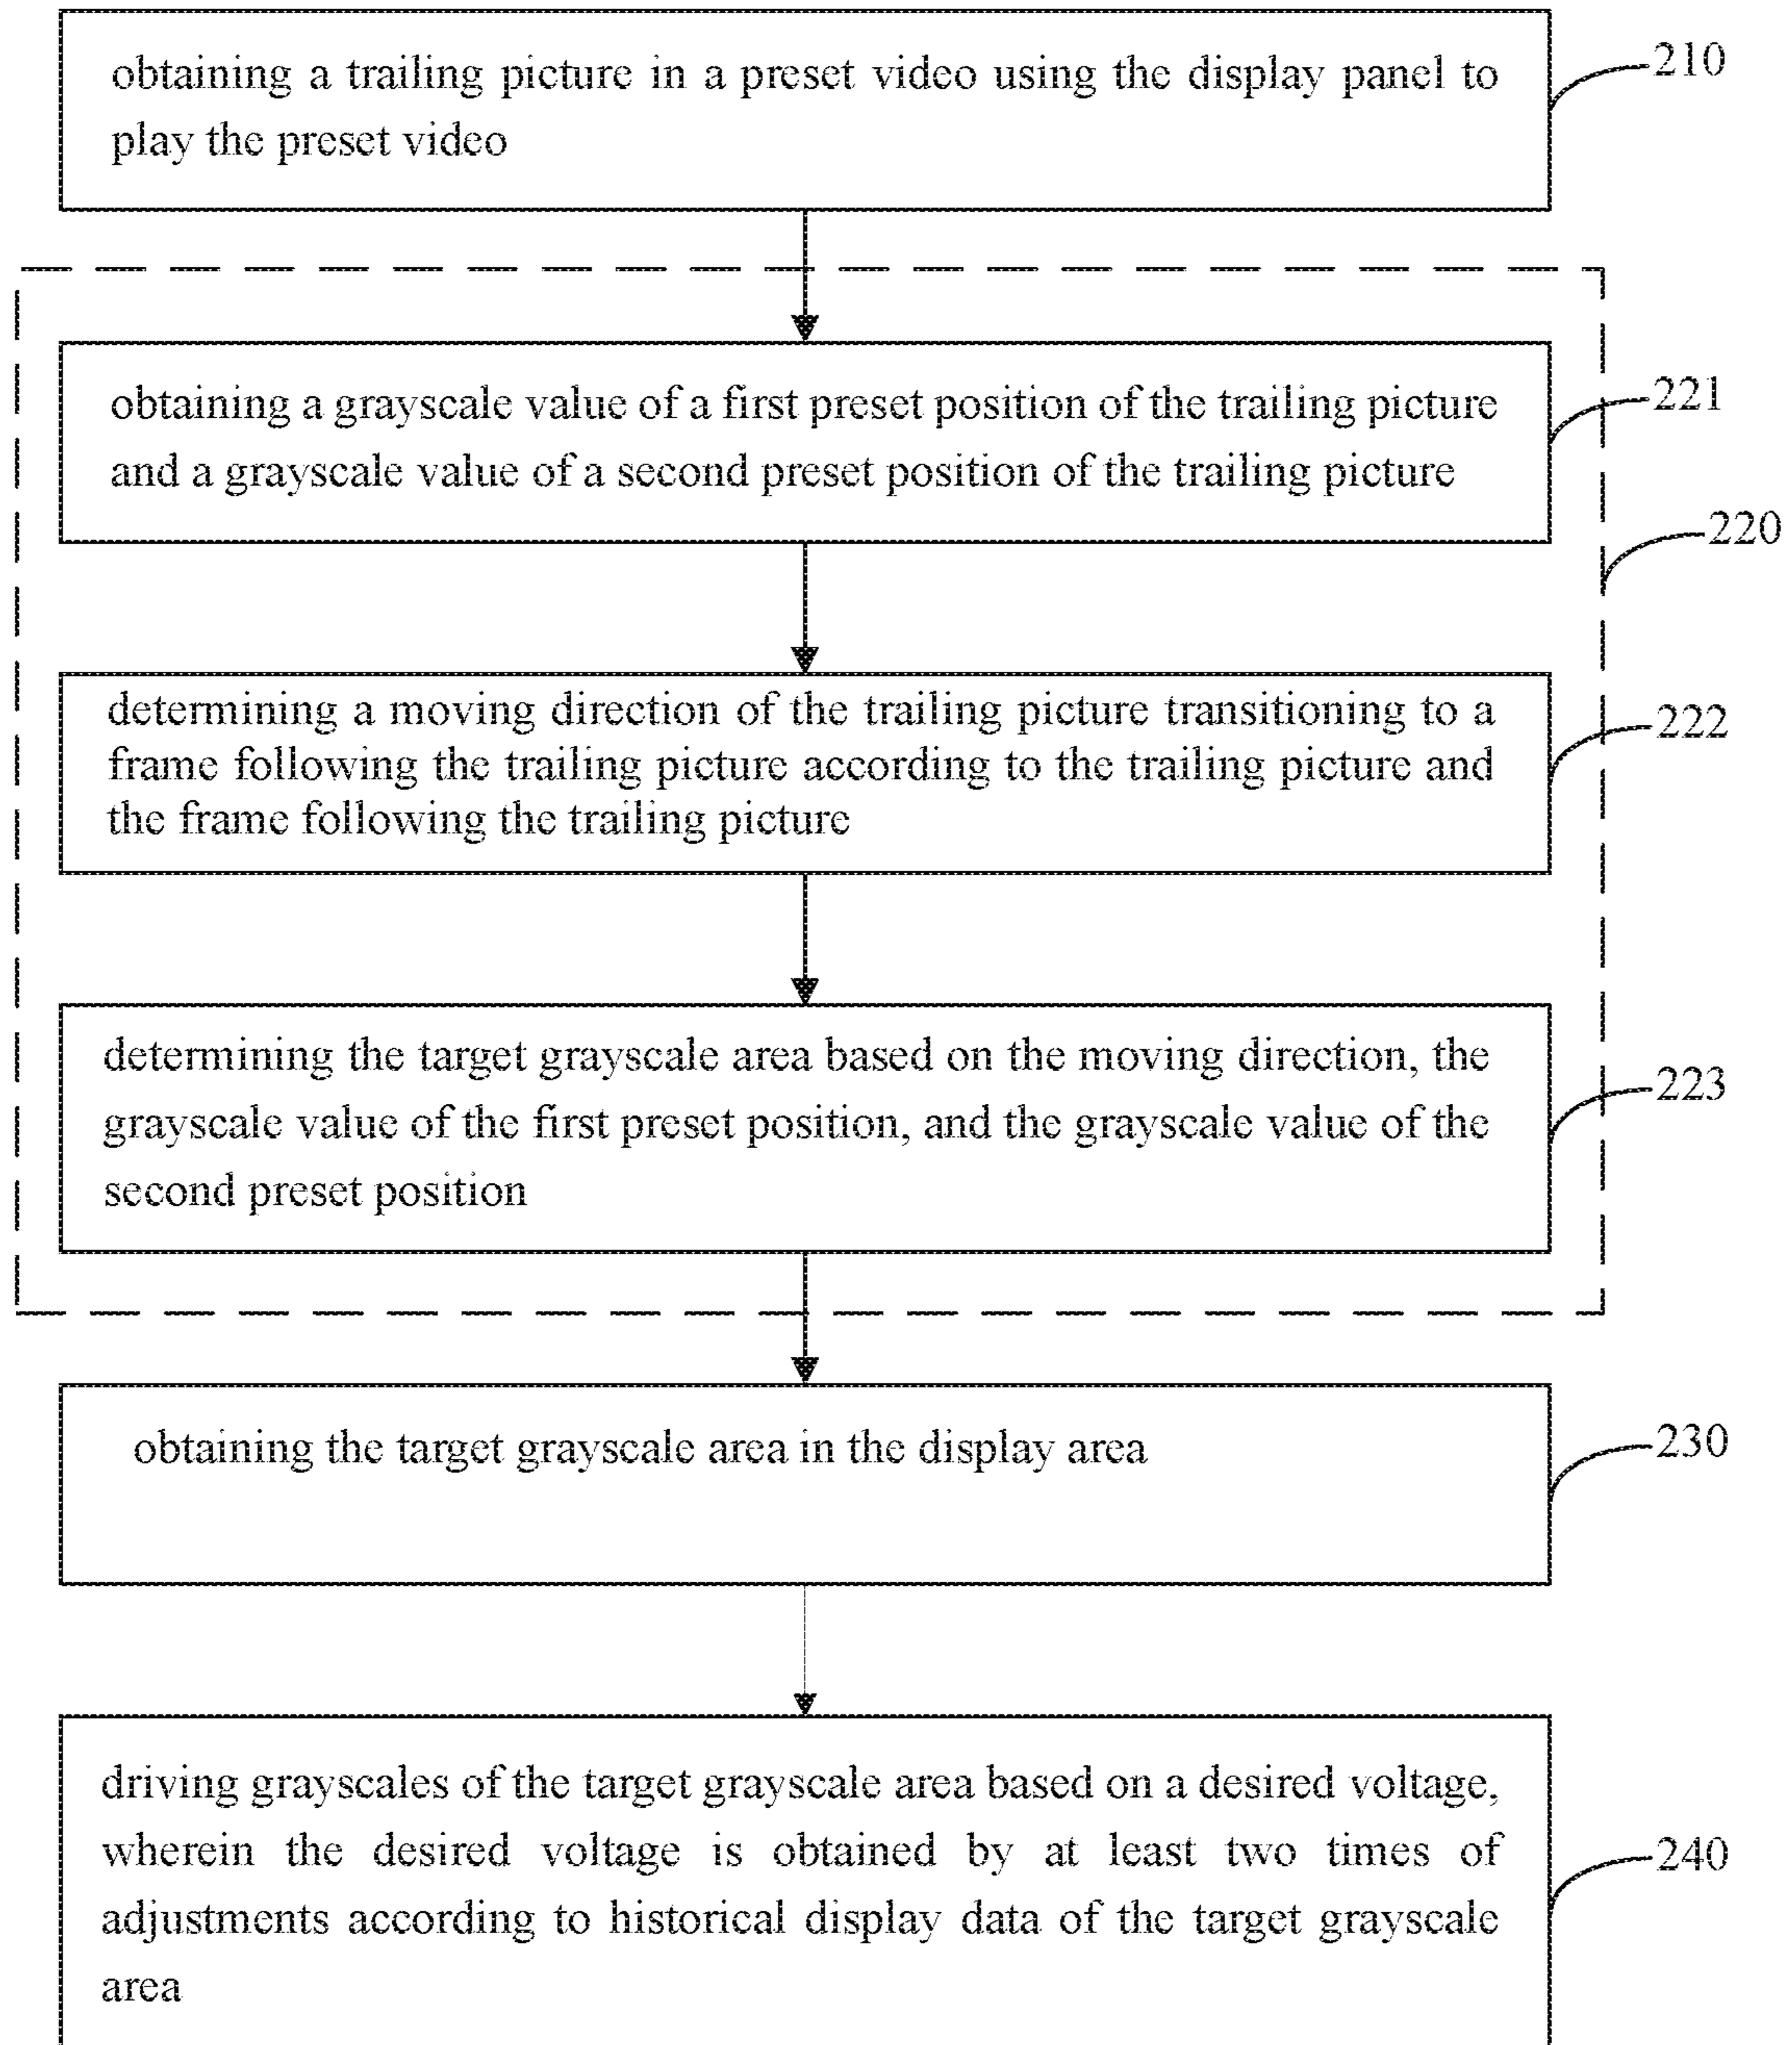 obtaining a trailing picture in a preset video using the display panel to
play the preset video
210
obtaining a grayscale value of a first preset position of the trailing picture
and a grayscale value of a second preset position of the trailing picture
221
220
determining a moving direction of the trailing picture transitioning to a
frame following the trailing picture according to the trailing picture and
the frame following the trailing picture
222
determining the target grayscale area based on the moving direction, the
grayscale value of the first preset position, and the grayscale value of the
second preset position
223
obtaining the target grayscale area in the display area
230
driving grayscales of the target grayscale area based on a desired voltage,
wherein the desired voltage is obtained by at least two times of
adjustments according to historical display data of the target grayscale
area
240